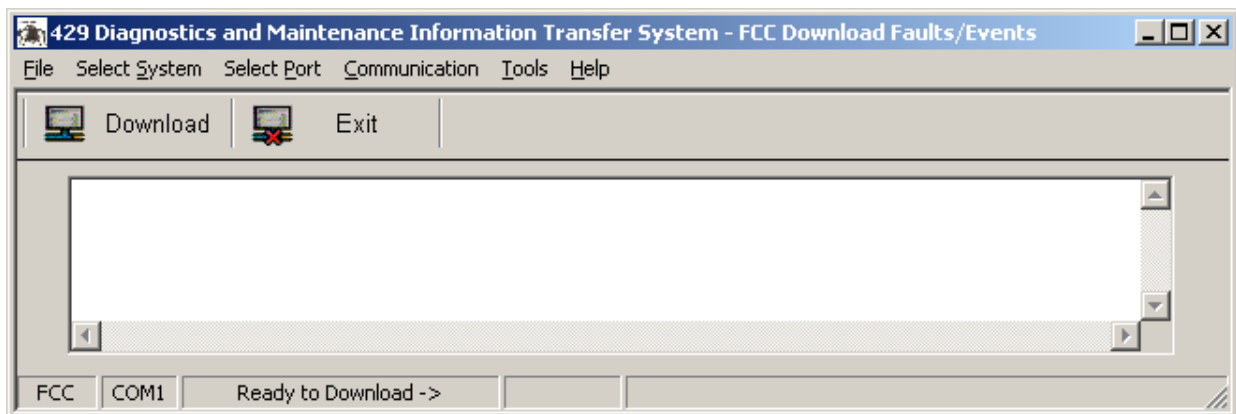 429 Diagnostics and Maintenance Information Transfer System - FCC Download Faults/Events
File Select System Select Port Communication Tools Help
Download Exit
FCC COM1 Ready to Download ->